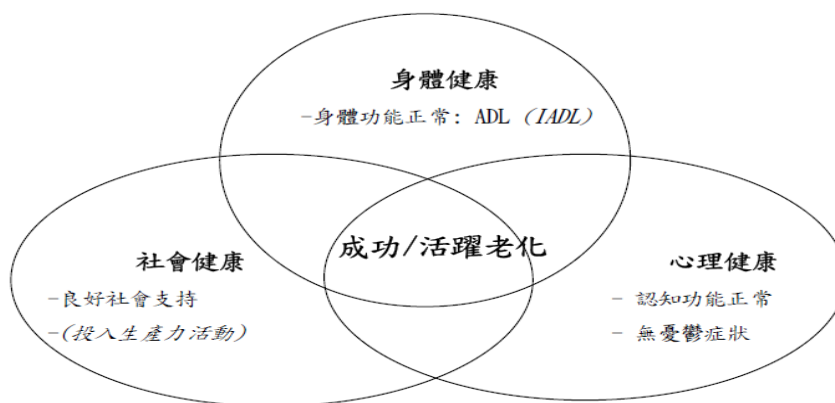 身體健康
-身體功能正常: ADL (IADL)
成功/活躍老化
社會健康
-良好社會支持
-(投入生產力活動)
心理健康
- 認知功能正常
- 無憂鬱症狀